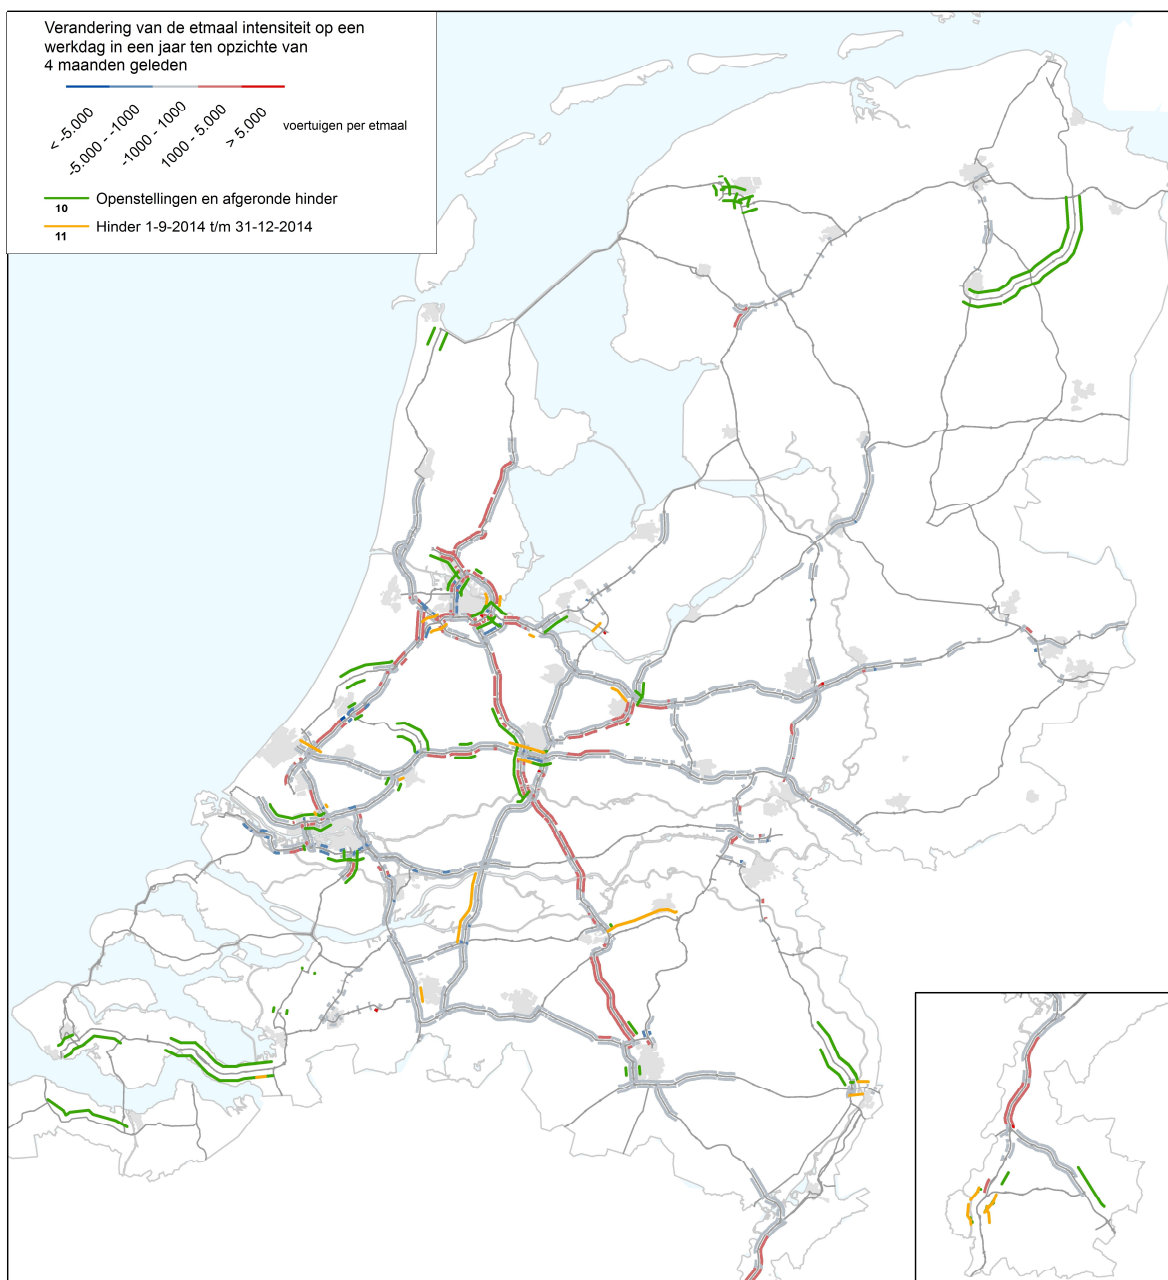 Verandering van de etmaal intensiteit op een
werkdag in een jaar ten opzichte van
4 maanden geleden
< -5.000
-5.000 - -1000
-1000 - 1000
1000 - 5.000
> 5.000
voertuigen per etmaal
Openstellingen en afgeronde hinder
10
Hinder 1-9-2014 t/m 31-12-2014
11